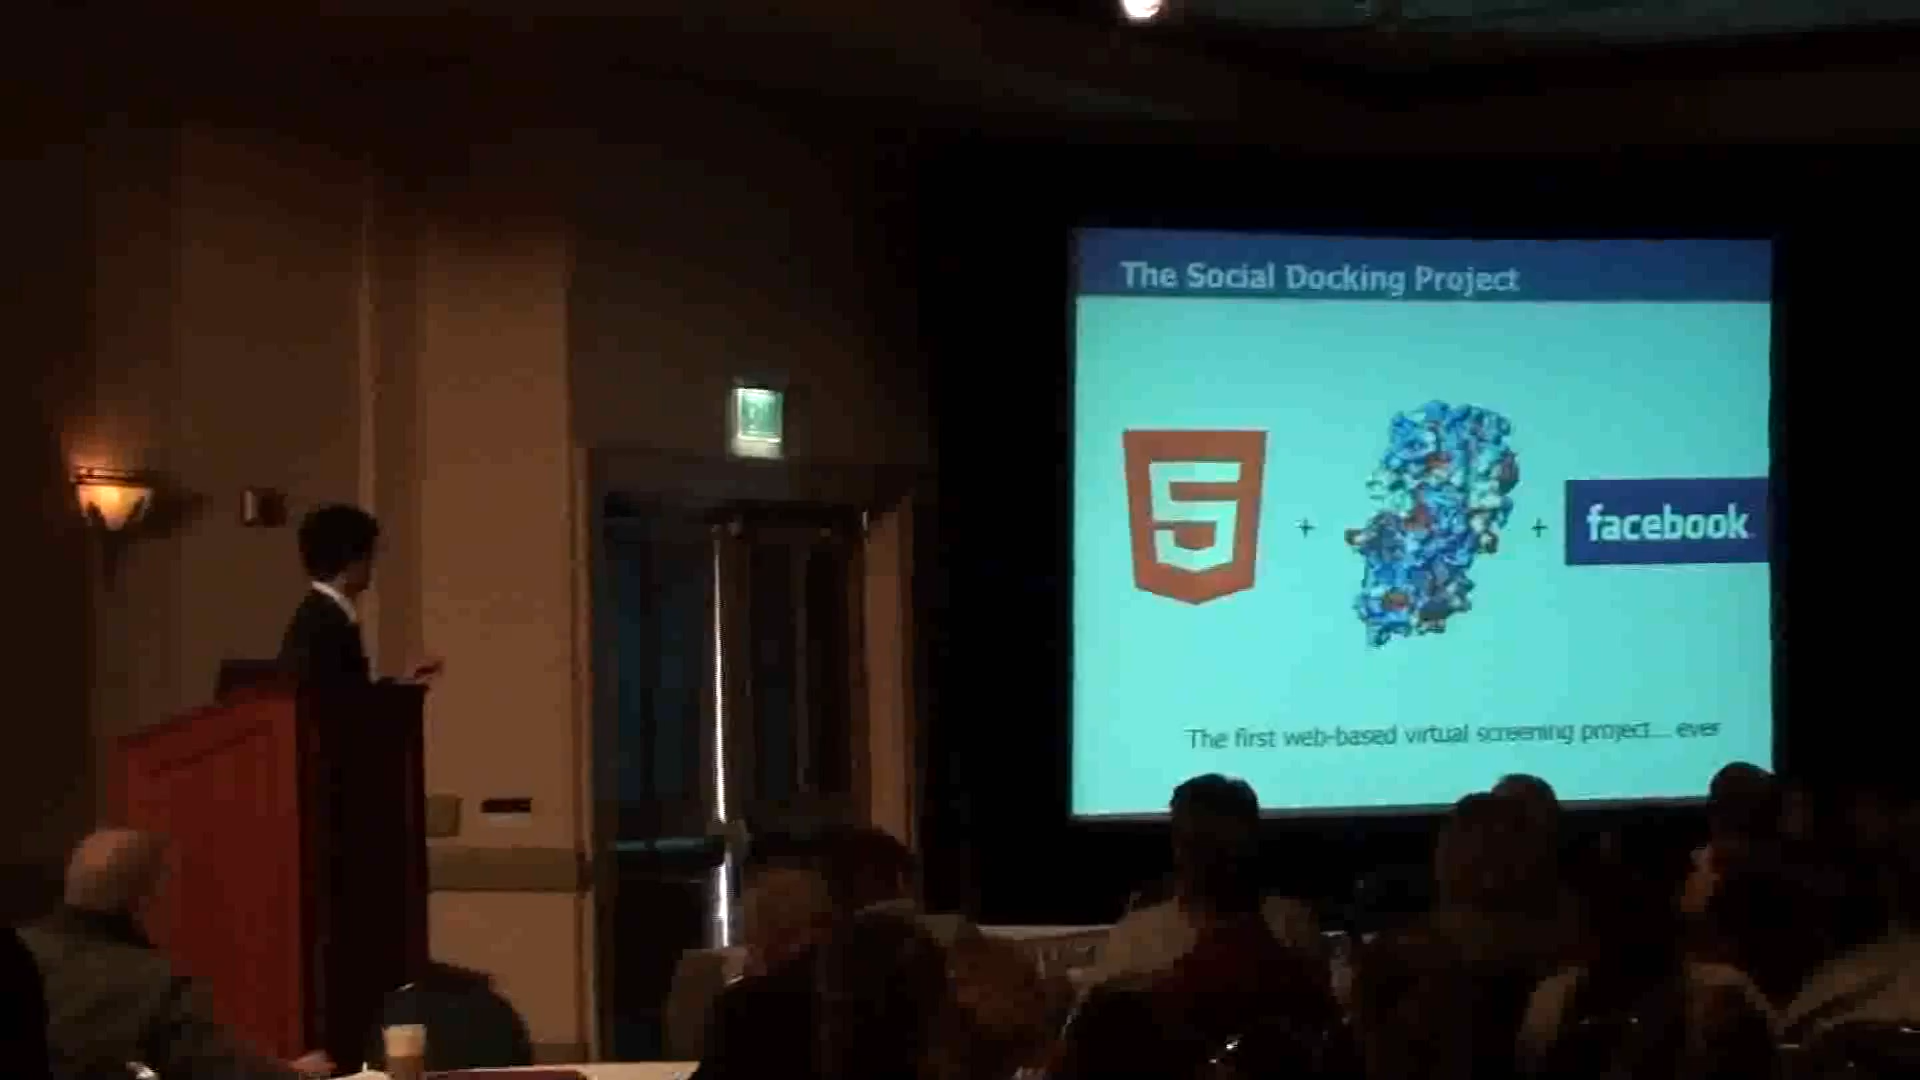 The Social Docking Project
5
+
+
facebook
The first web-based virtual screening project... ever